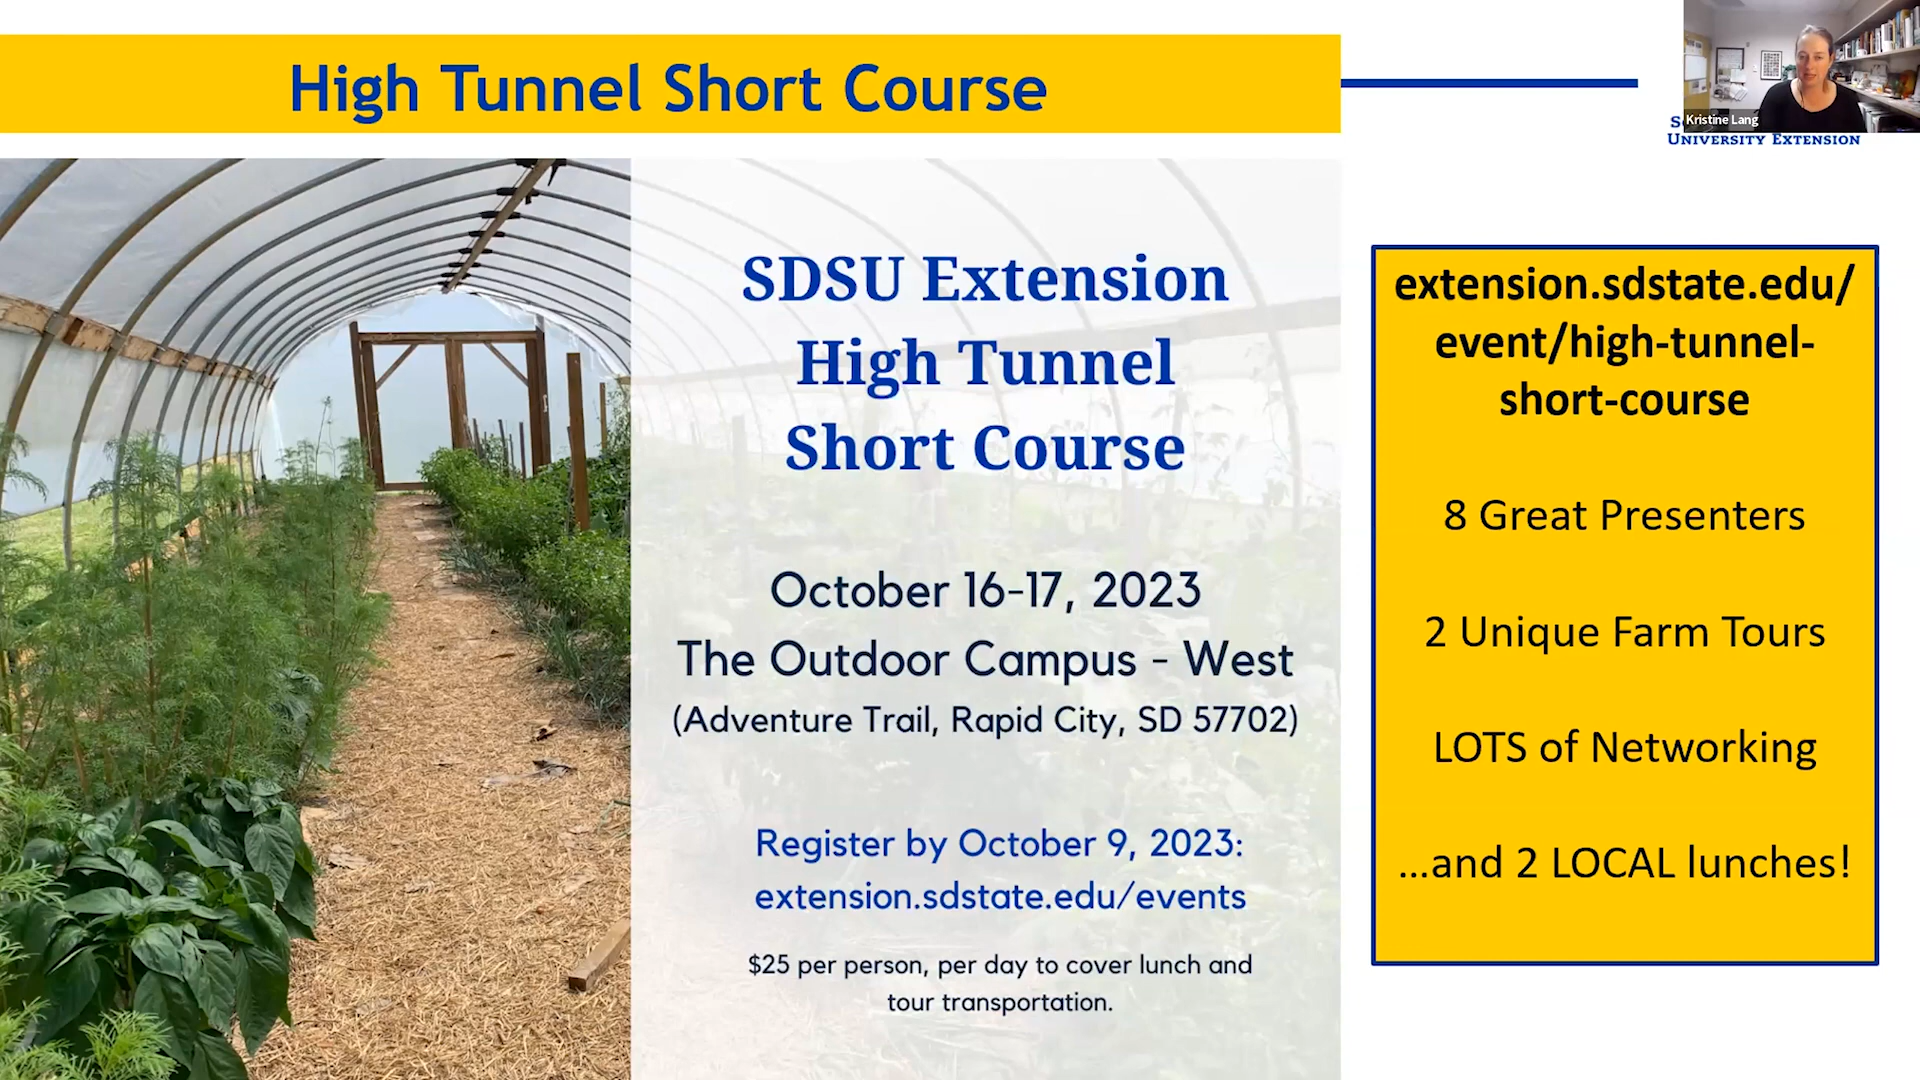 High Tunnel Short Course
Kristine Lang
University Extension
SDSU Extension
High Tunnel
Short Course
October 16-17, 2023
The Outdoor Campus - West
(Adventure Trail, Rapid City, SD 57702)
Register by October 9, 2023:
extension.sdstate.edu/events
$25 per person, per day to cover lunch and
tour transportation.
extension.sdstate.edu/
event/high-tunnel-
short-course
8 Great Presenters
2 Unique Farm Tours
LOTS of Networking
...and 2 LOCAL lunches!